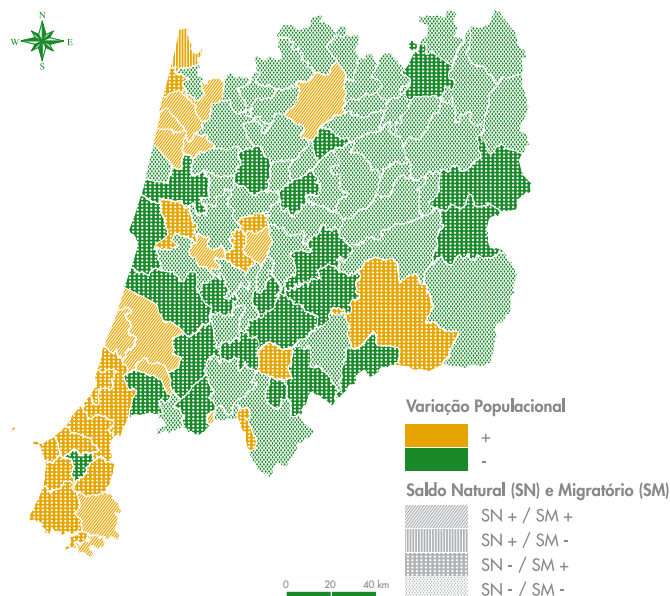 N
W E
S
Variação Populacional
+
-
Saldo Natural (SN) e Migratório (SM)
SN + / SM +
SN + / SM -
SN - / SM +
SN - / SM -
0 20 40 km